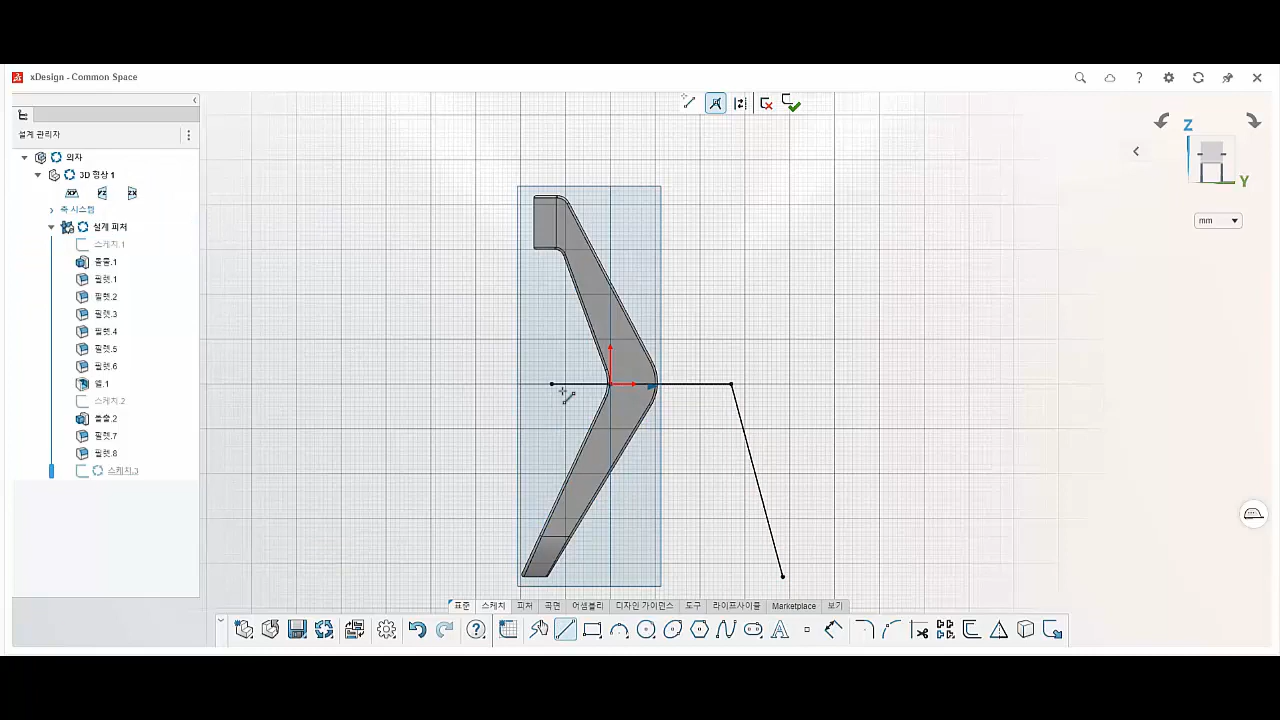 xDesign - Common Space
?
설계 관리자
의자
3D 형상 1
XY
YZ
ZX
축 시스템
설계 피처
스케치.1
돌출.1
필렛.1
필렛.2
필렛.3
필렛.4
필렛.5
필렛.6
쉘.1
스케치.2
돌출.2
필렛.7
필렛.8
스케치.3
Z
Y
mm
표준 스케치 피처 곡면 어셈블리 디자인 가이던스 도구 라이프사이클 Marketplace 보기